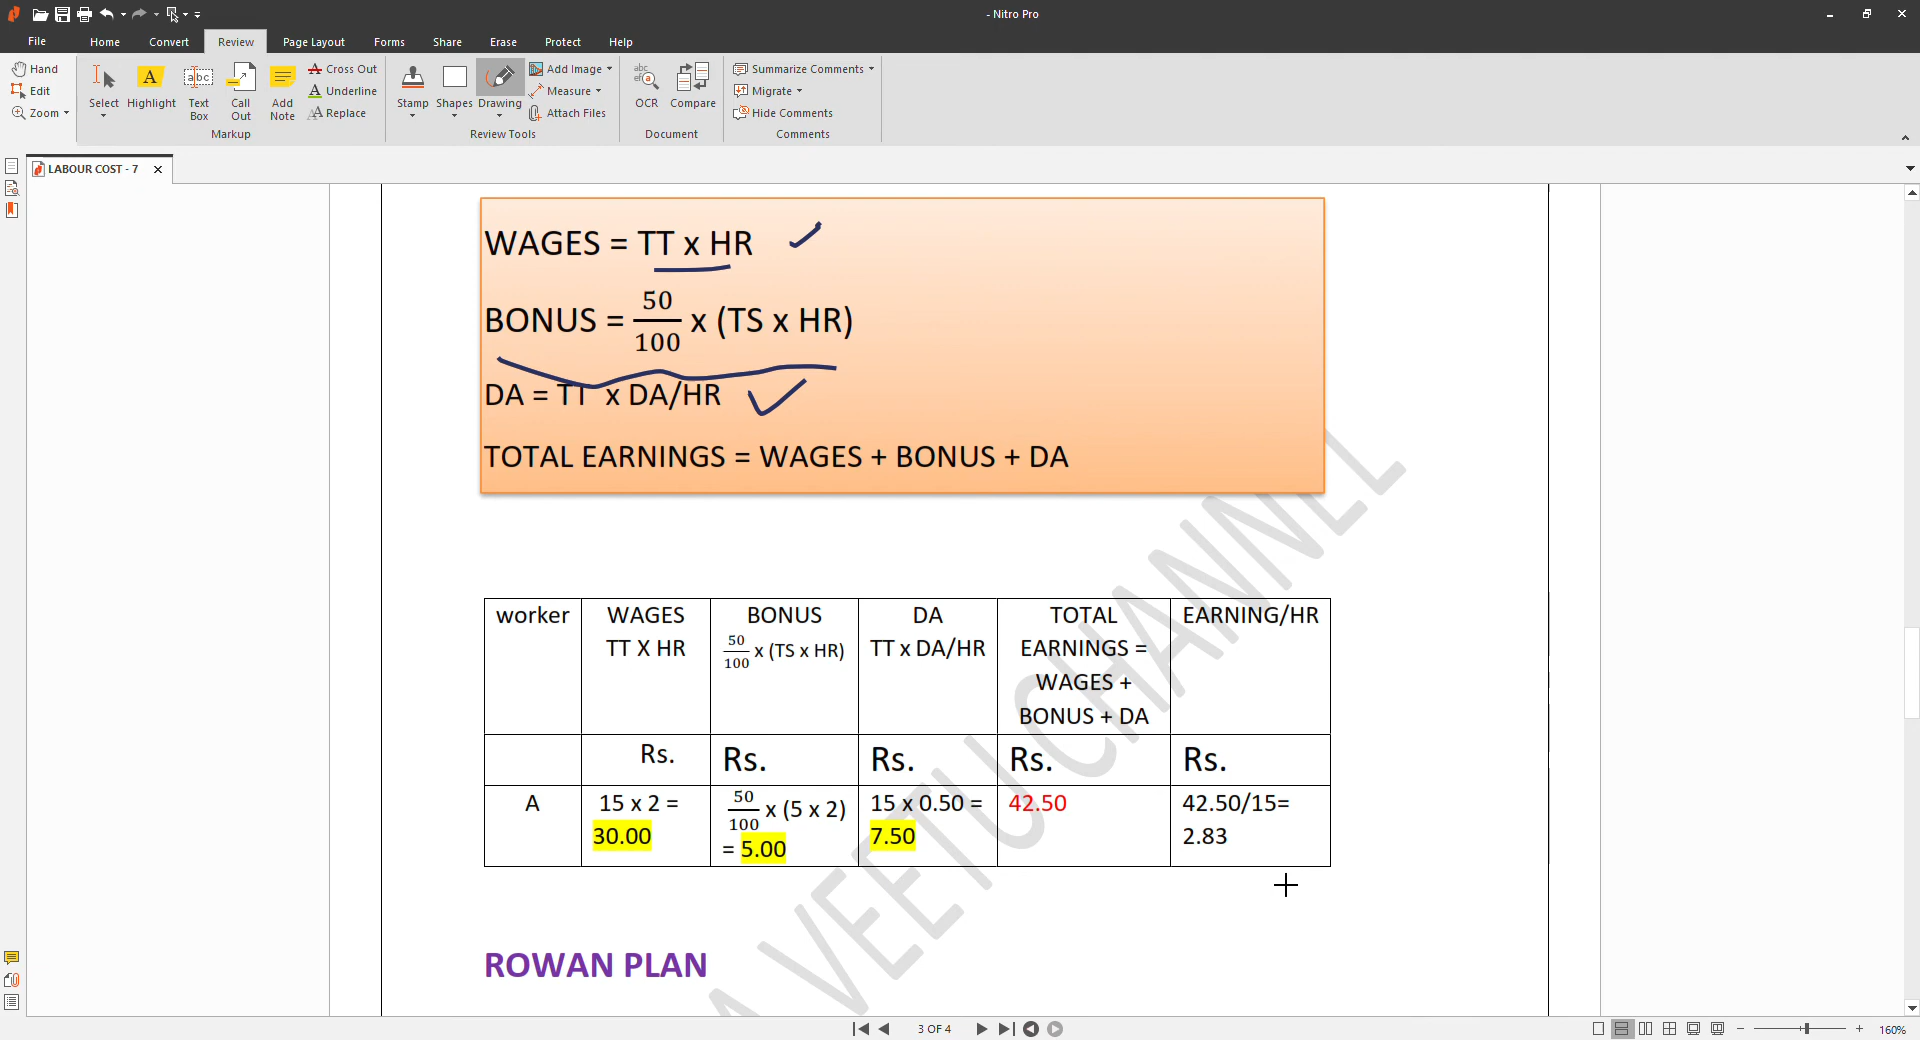 - Nitro Pro
File
Home
Convert
Review
Page Layout
Forms
Share
Erase
Protect
Help
Hand
Edit
Zoom
Select
Highlight
Text Box
Call Out
Add Note
Cross Out
Underline
Replace
Markup
Stamp
Shapes
Drawing
Add Image
Measure
Attach Files
Review Tools
OCR
Compare
Document
Summarize Comments
Migrate
Hide Comments
Comments
LABOUR COST - 7
WAGES = TT x HR
BONUS = 50/100 x (TS x HR)
DA = TT x DA/HR
TOTAL EARNINGS = WAGES + BONUS + DA
worker
WAGES
TT X HR
BONUS
50/100 x (TS x HR)
DA
TT x DA/HR
TOTAL
EARNINGS =
WAGES +
BONUS + DA
EARNING/HR
Rs.
Rs.
Rs.
Rs.
Rs.
A
15 x 2 =
30.00
50/100 x (5 x 2)
= 5.00
15 x 0.50 =
7.50
42.50
42.50/15=
2.83
ROWAN PLAN
VEETU CHANNEL
3 OF 4
160%